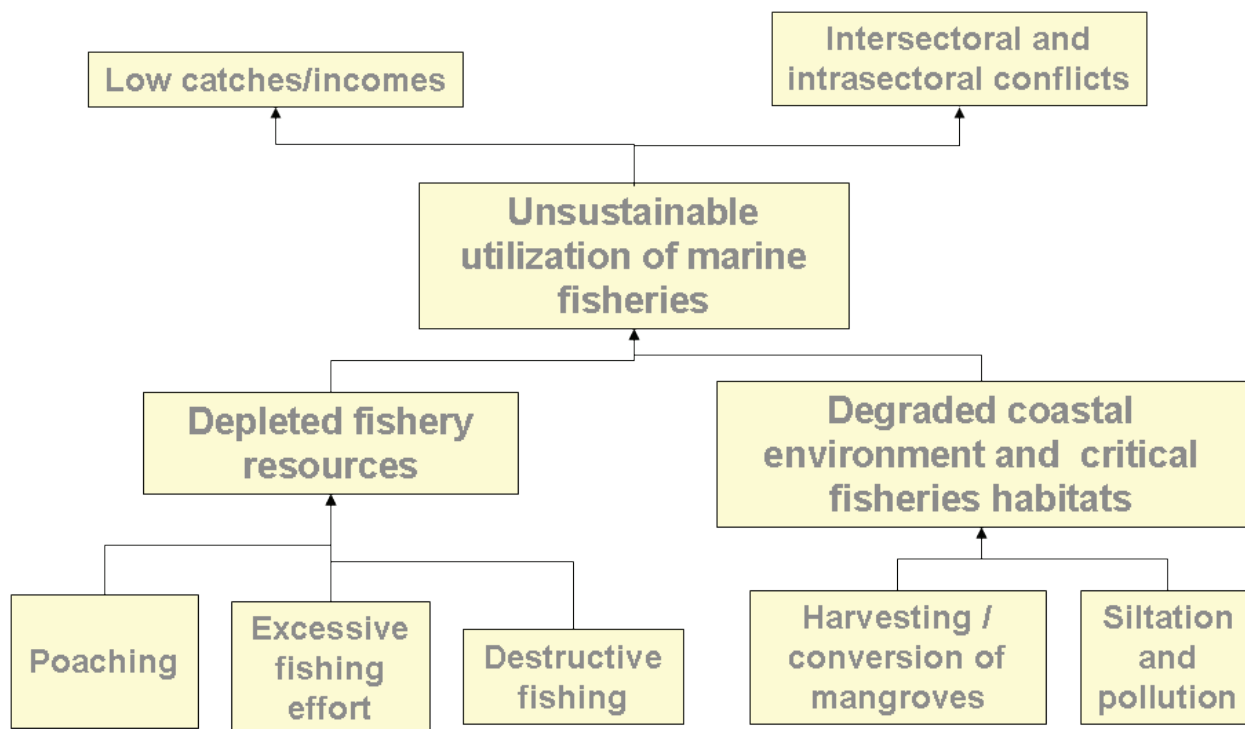 Low catches/incomes
Intersectoral and
intrasectoral conflicts
Unsustainable
utilization of marine
fisheries
Depleted fishery
resources
Degraded coastal
environment and critical
fisheries habitats
Poaching
Excessive
fishing
effort
Destructive
fishing
Harvesting /
conversion of
mangroves
Siltation
and
pollution